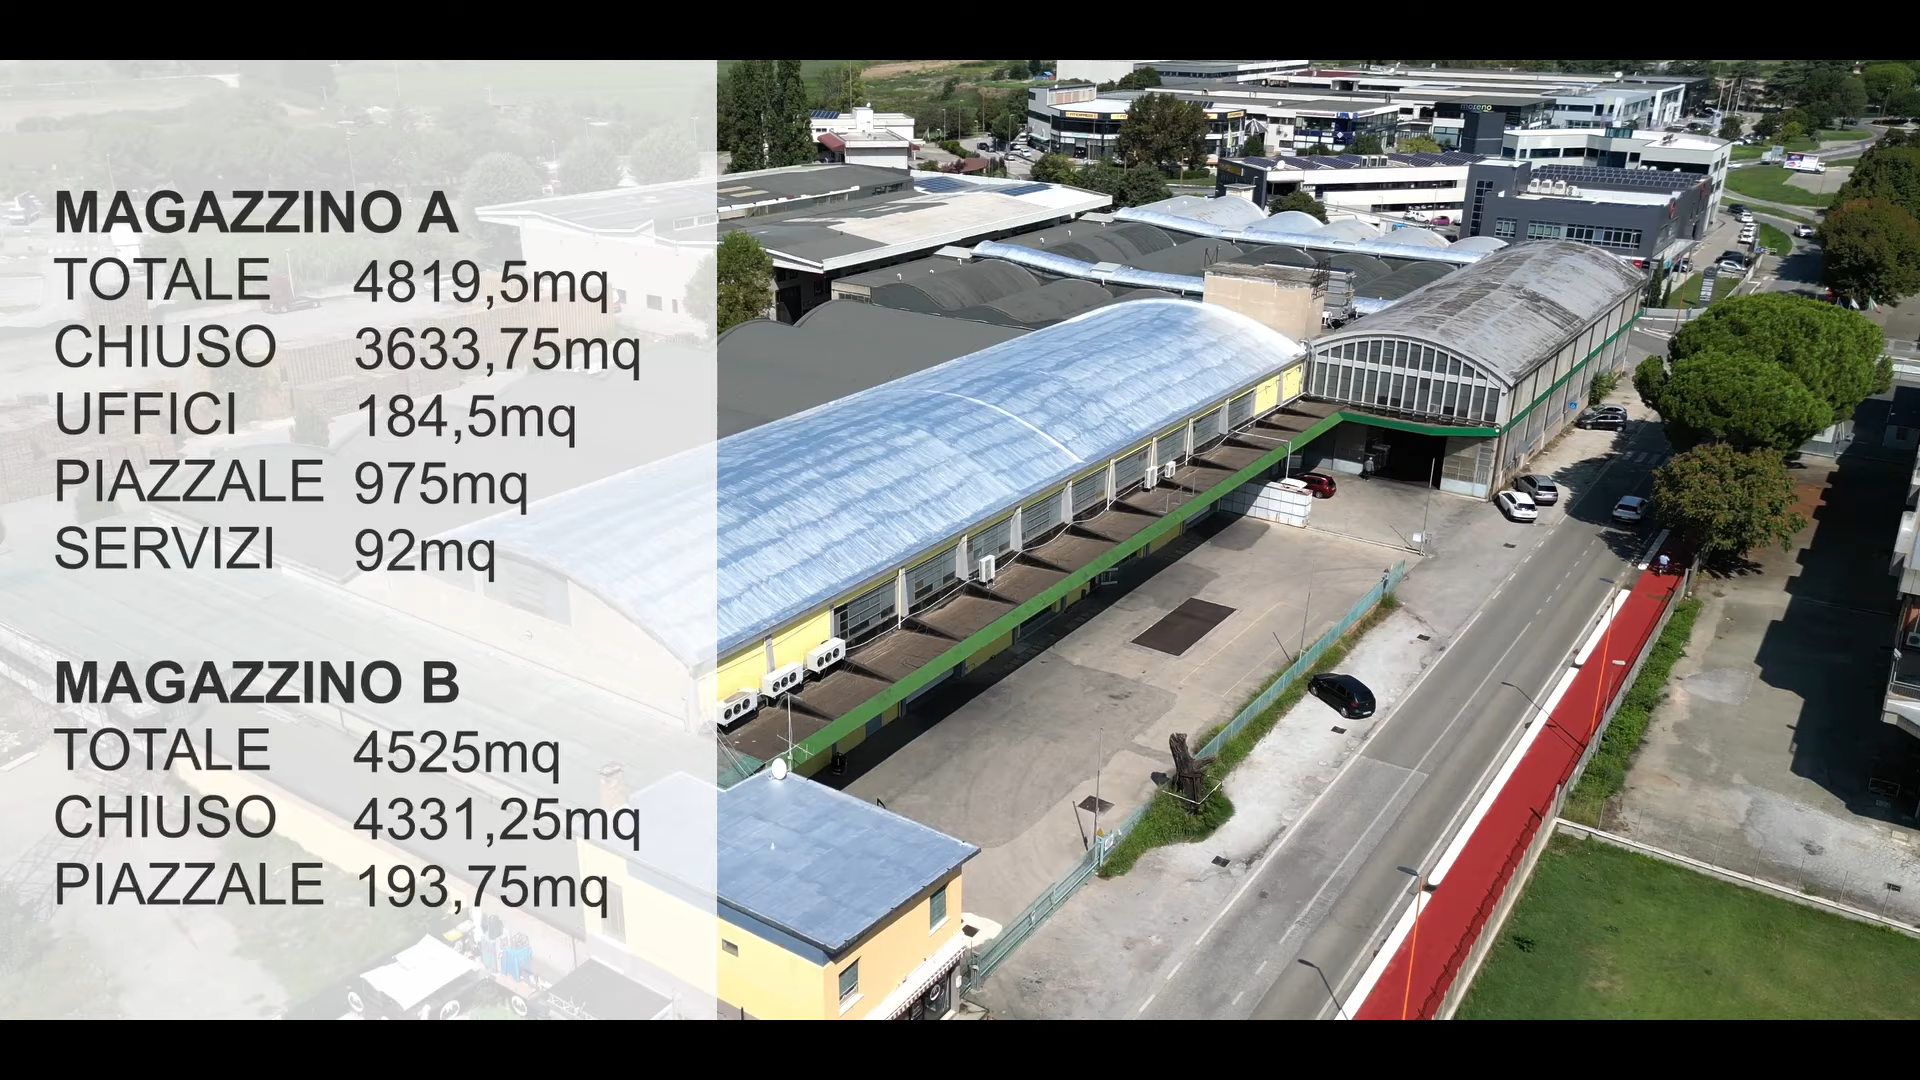 MAGAZZINO A
TOTALE 4819,5mq
CHIUSO 3633,75mq
UFFICI 184,5mq
PIAZZALE 975mq
SERVIZI 92mq
MAGAZZINO B
TOTALE 4525mq
CHIUSO 4331,25mq
PIAZZALE 193,75mq